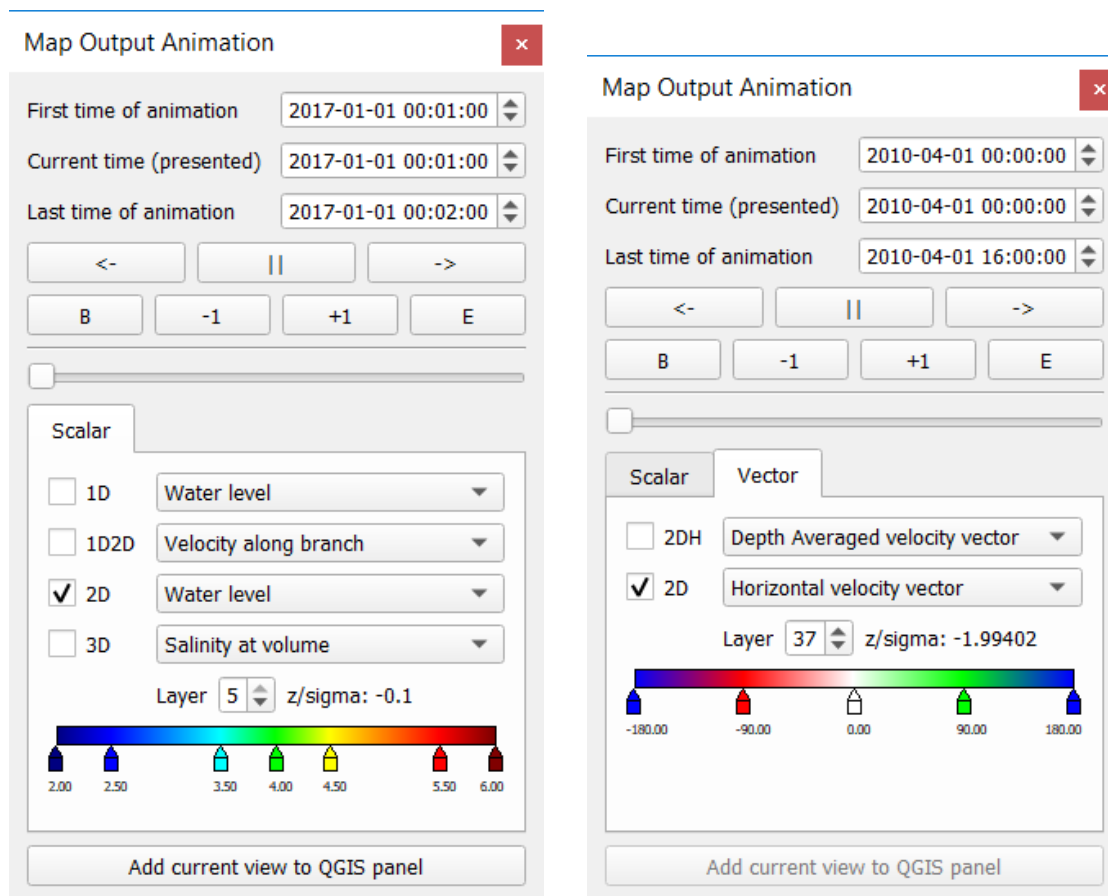 Map Output Animation
×
First time of animation 2017-01-01 00:01:00
Current time (presented) 2017-01-01 00:01:00
Last time of animation 2017-01-01 00:02:00
<- || ->
B -1 +1 E
Scalar
1D Water level
1D2D Velocity along branch
2D Water level
3D Salinity at volume
Layer 5 z/sigma: -0.1
2.00 2.50 3.50 4.00 4.50 5.50 6.00
Add current view to QGIS panel
Map Output Animation
×
First time of animation 2010-04-01 00:00:00
Current time (presented) 2010-04-01 00:00:00
Last time of animation 2010-04-01 16:00:00
<- || ->
B -1 +1 E
Scalar Vector
2DH Depth Averaged velocity vector
2D Horizontal velocity vector
Layer 37 z/sigma: -1.99402
-180.00 -90.00 0.00 90.00 180.00
Add current view to QGIS panel